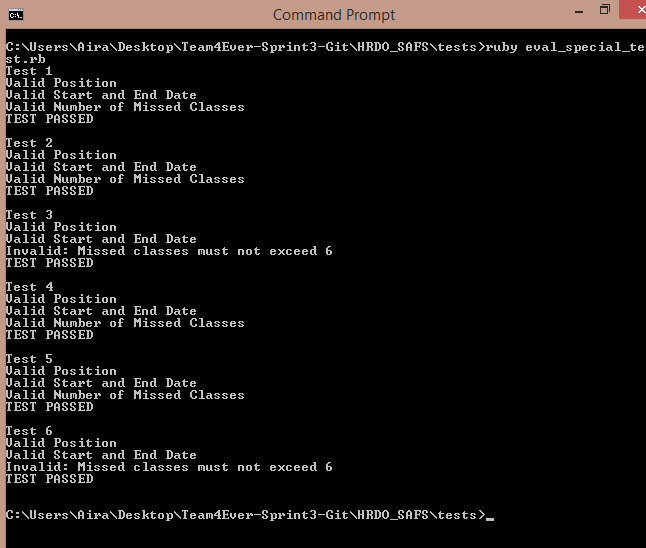 Command Prompt
C:\Users\Aira\Desktop\Team4Ever-Sprint3-Git\HRDO_SAFS\tests>ruby eval_special_te
st.rb
Test 1
Valid Position
Valid Start and End Date
Valid Number of Missed Classes
TEST PASSED
Test 2
Valid Position
Valid Start and End Date
Valid Number of Missed Classes
TEST PASSED
Test 3
Valid Position
Valid Start and End Date
Invalid: Missed classes must not exceed 6
TEST PASSED
Test 4
Valid Position
Valid Start and End Date
Valid Number of Missed Classes
TEST PASSED
Test 5
Valid Position
Valid Start and End Date
Valid Number of Missed Classes
TEST PASSED
Test 6
Valid Position
Valid Start and End Date
Invalid: Missed classes must not exceed 6
TEST PASSED
C:\Users\Aira\Desktop\Team4Ever-Sprint3-Git\HRDO_SAFS\tests>_